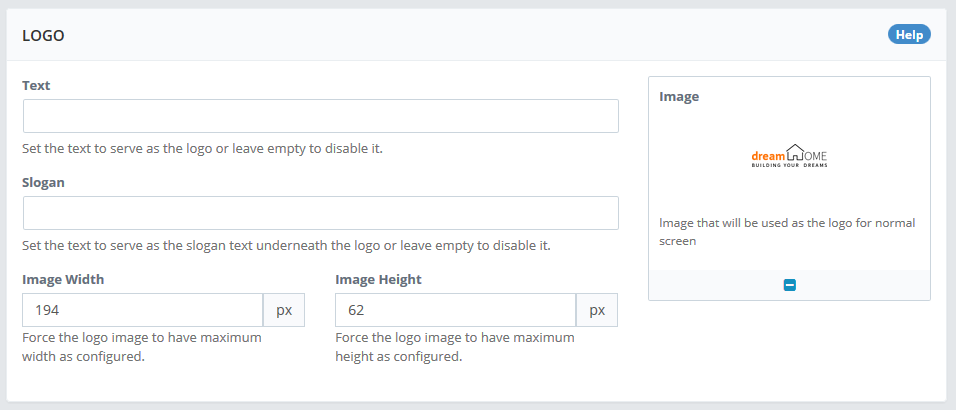 LOGO
Help
Text
Set the text to serve as the logo or leave empty to disable it.
Slogan
Set the text to serve as the slogan text underneath the logo or leave empty to disable it.
Image Width
194 px
Force the logo image to have maximum
width as configured.
Image Height
62 px
Force the logo image to have maximum
height as configured.
Image
dream HOME
BUILDING YOUR DREAMS
Image that will be used as the logo for normal
screen